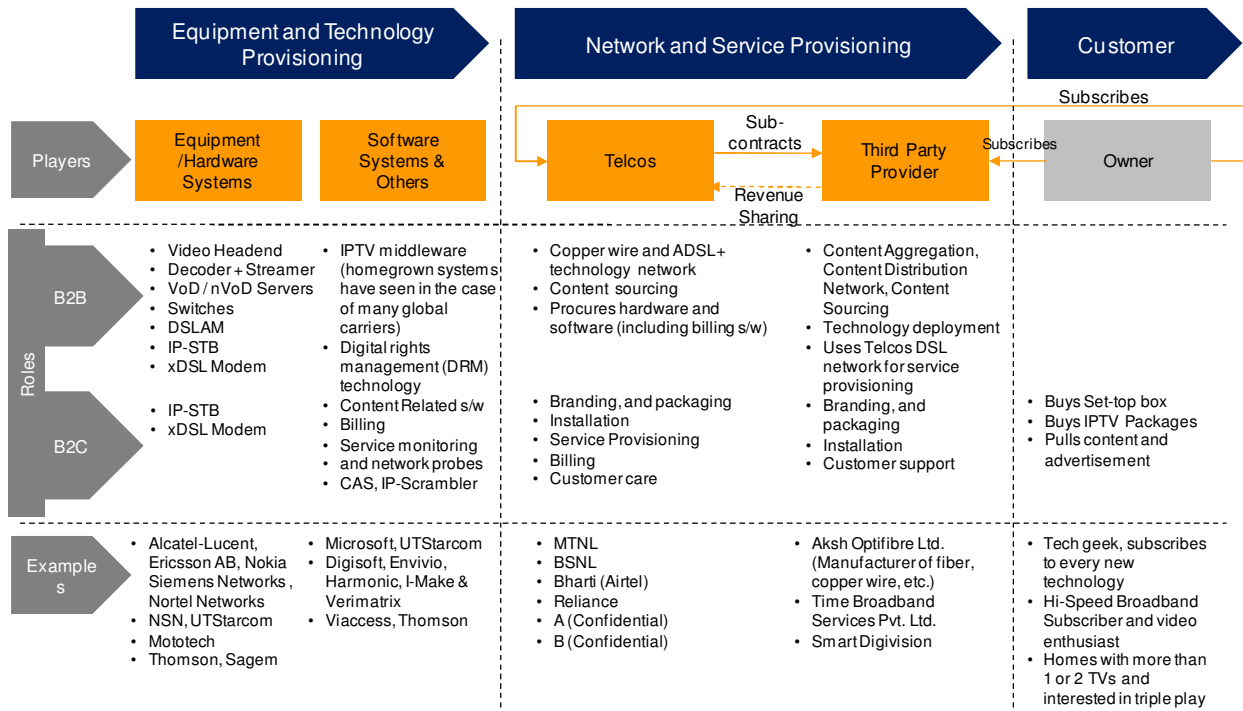 Equipment and Technology
Provisioning
Network and Service Provisioning
Customer
Subscribes
Players
Equipment
/Hardware
Systems
Software
Systems &
Others
Telcos
Sub-
contracts
Third Party
Provider
Subscribes
Owner
Revenue
Sharing
Roles
B2B
• Video Headend
• Decoder + Streamer
• VoD / nVoD Servers
• Switches
• DSLAM
• IP-STB
• xDSL Modem
• IPTV middleware
(homegrown systems
have seen in the case
of many global
carriers)
• Digital rights
management (DRM)
technology
• Content Related s/w
• Billing
• Service monitoring
• and network probes
• CAS, IP-Scrambler
• Copper wire and ADSL+
technology network
• Content sourcing
• Procures hardware and
software (including billing s/w)
• Content Aggregation,
Content Distribution
Network, Content
Sourcing
• Technology deployment
• Uses Telcos DSL
network for service
provisioning
• Branding, and
packaging
• Installation
• Customer support
B2C
• IP-STB
• xDSL Modem
• Branding, and packaging
• Installation
• Service Provisioning
• Billing
• Customer care
• Buys Set-top box
• Buys IPTV Packages
• Pulls content and
advertisement
Example
s
• Alcatel-Lucent,
Ericsson AB, Nokia
Siemens Networks ,
Nortel Networks
• NSN, UTStarcom
• Mototech
• Thomson, Sagem
• Microsoft, UTStarcom
• Digisoft, Envivio,
Harmonic, I-Make &
Verimatrix
• Viaccess, Thomson
• MTNL
• BSNL
• Bharti (Airtel)
• Reliance
• A (Confidential)
• B (Confidential)
• Aksh Optifibre Ltd.
(Manufacturer of fiber,
copper wire, etc.)
• Time Broadband
Services Pvt. Ltd.
• Smart Digivision
• Tech geek, subscribes
to every new
technology
• Hi-Speed Broadband
Subscriber and video
enthusiast
• Homes with more than
1 or 2 TVs and
interested in triple play